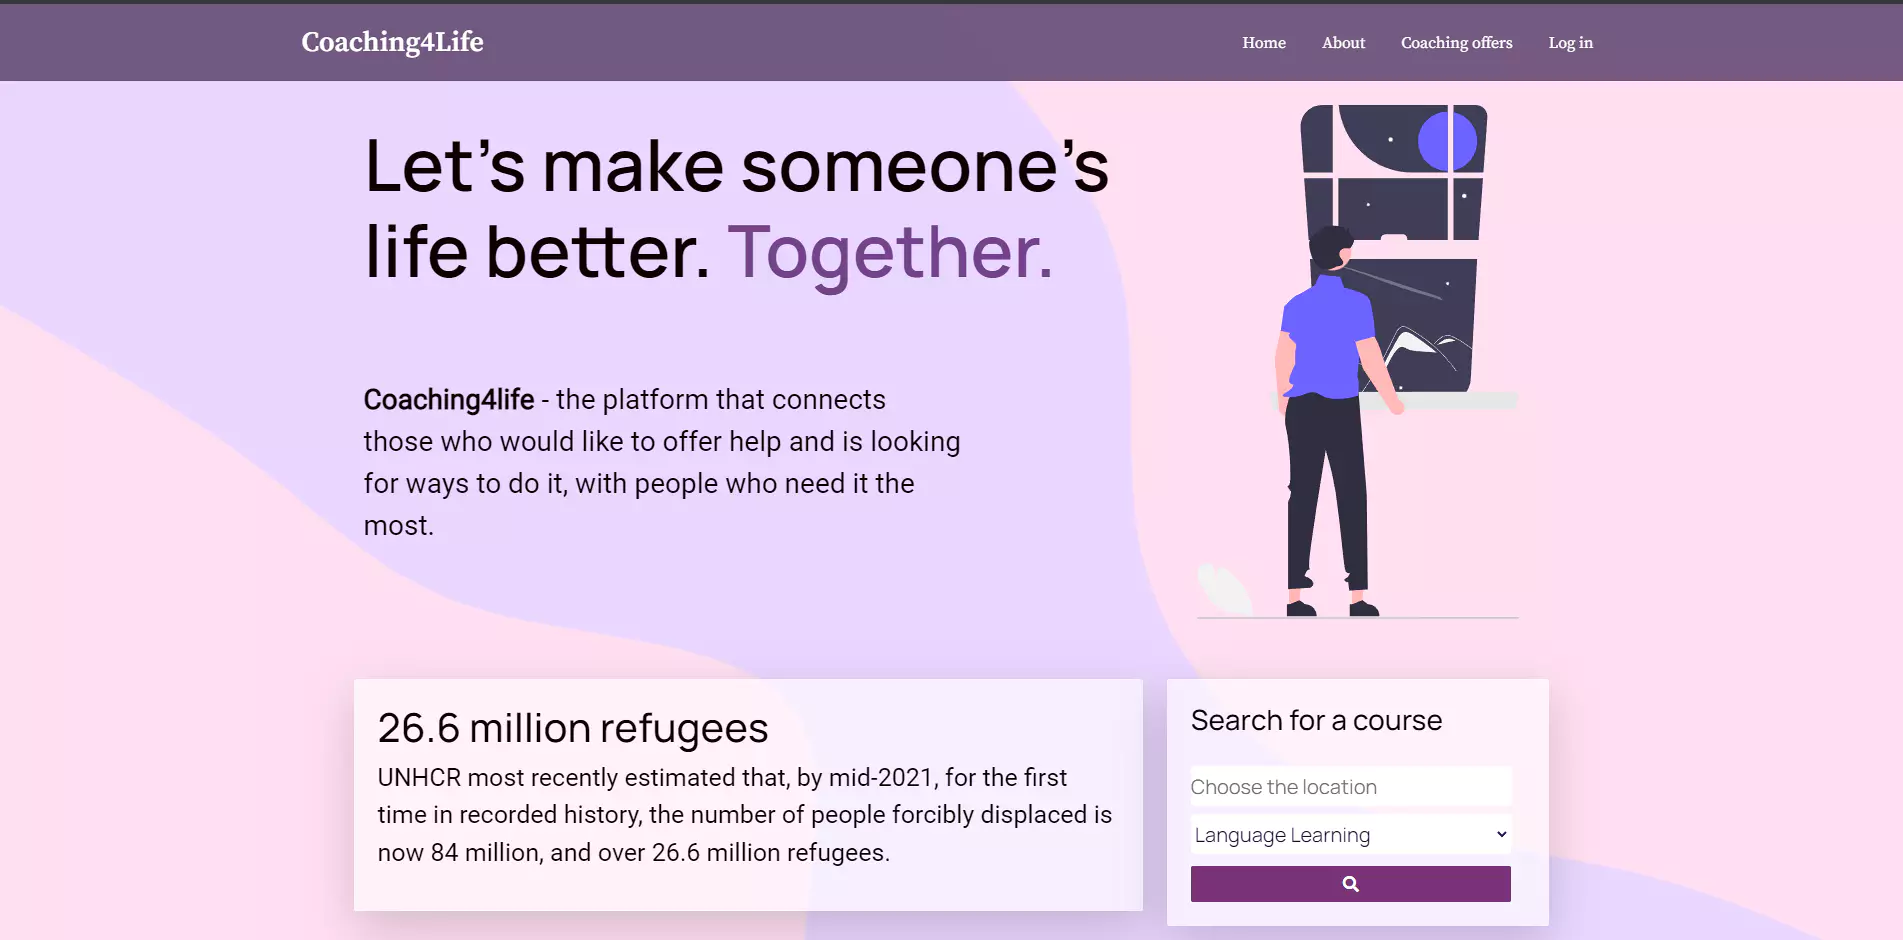 Coaching4Life
Home
About
Coaching offers
Log in
Let’s make someone’s
life better. Together.
Coaching4life - the platform that connects
those who would like to offer help and is looking
for ways to do it, with people who need it the
most.
26.6 million refugees
UNHCR most recently estimated that, by mid-2021, for the first
time in recorded history, the number of people forcibly displaced is
now 84 million, and over 26.6 million refugees.
Search for a course
Choose the location
Language Learning